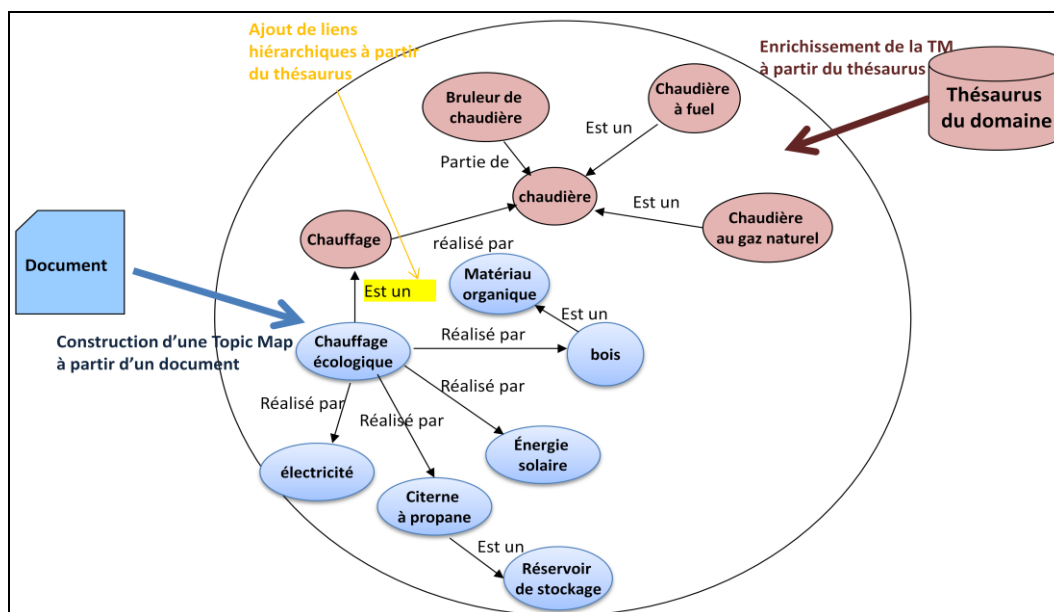 Ajout de liens
hiérarchiques à partir
du thésaurus
Enrichissement de la TM
à partir du thésaurus
Thésaurus
du domaine
Bruleur de
chaudière
Chaudière
à fuel
Est un
Partie de
chaudière
Est un
Chaudière
au gaz naturel
Chauffage
réalisé par
Document
Matériau
organique
Est un
Est un
Construction d'une Topic Map
à partir d'un document
Chauffage
écologique
Réalisé par
bois
Réalisé par
Réalisé par
Réalisé par
Énergie
solaire
électricité
Citerne
à propane
Est un
Réservoir
de stockage